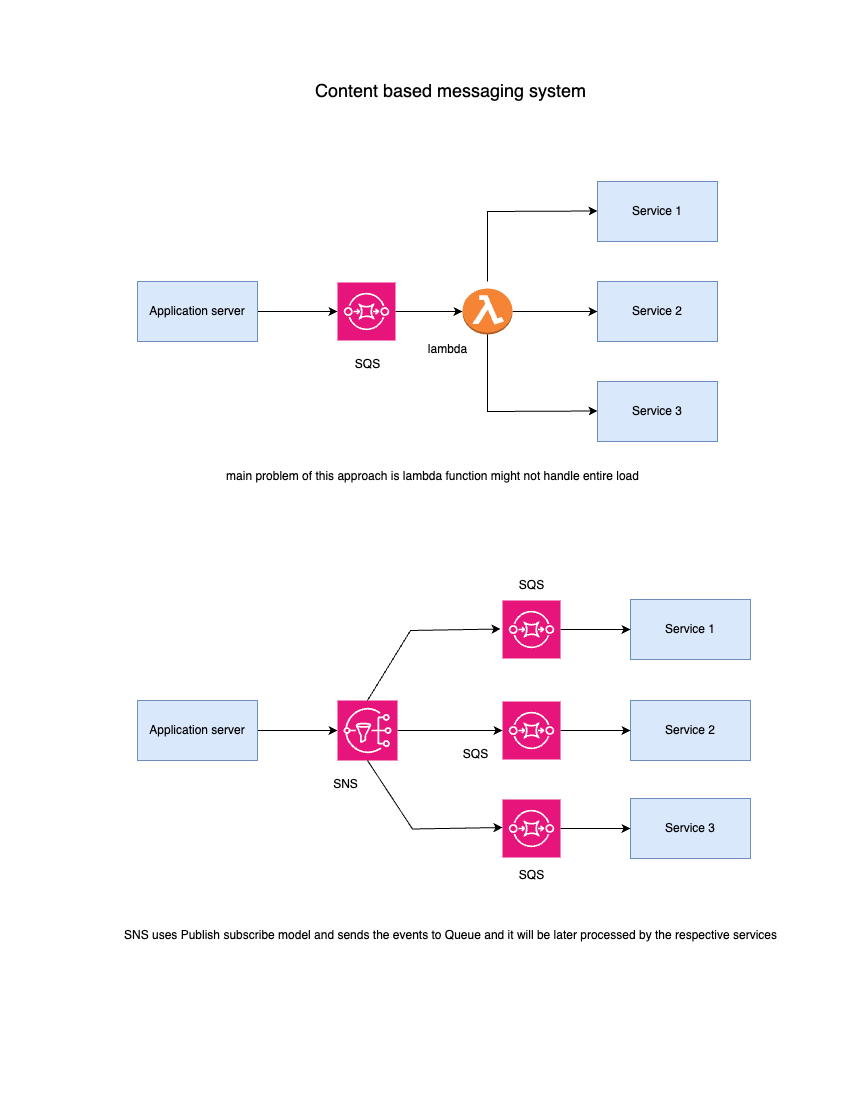 Content based messaging system
Service 1
Application server
Service 2
lambda
SQS
Service 3
main problem of this approach is lambda function might not handle entire load
SQS
Service 1
Application server
Service 2
SQS
SNS
Service 3
SQS
SNS uses Publish subscribe model and sends the events to Queue and it will be later processed by the respective services